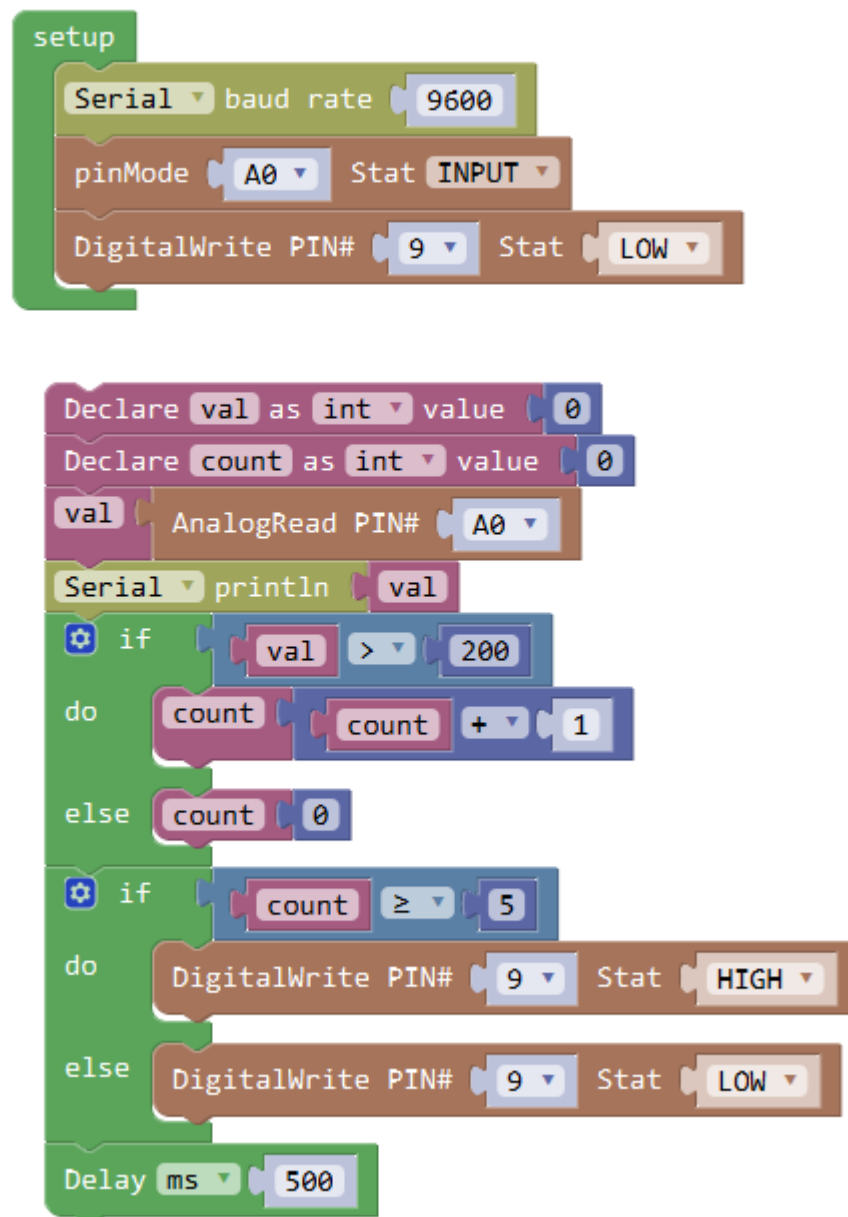 setup
Serial baud rate 9600
pinMode A0 Stat INPUT
DigitalWrite PIN# 9 Stat LOW
Declare val as int value 0
Declare count as int value 0
val AnalogRead PIN# A0
Serial println val
if val > 200
do count count + 1
else count 0
if count ≥ 5
do DigitalWrite PIN# 9 Stat HIGH
else DigitalWrite PIN# 9 Stat LOW
Delay ms 500